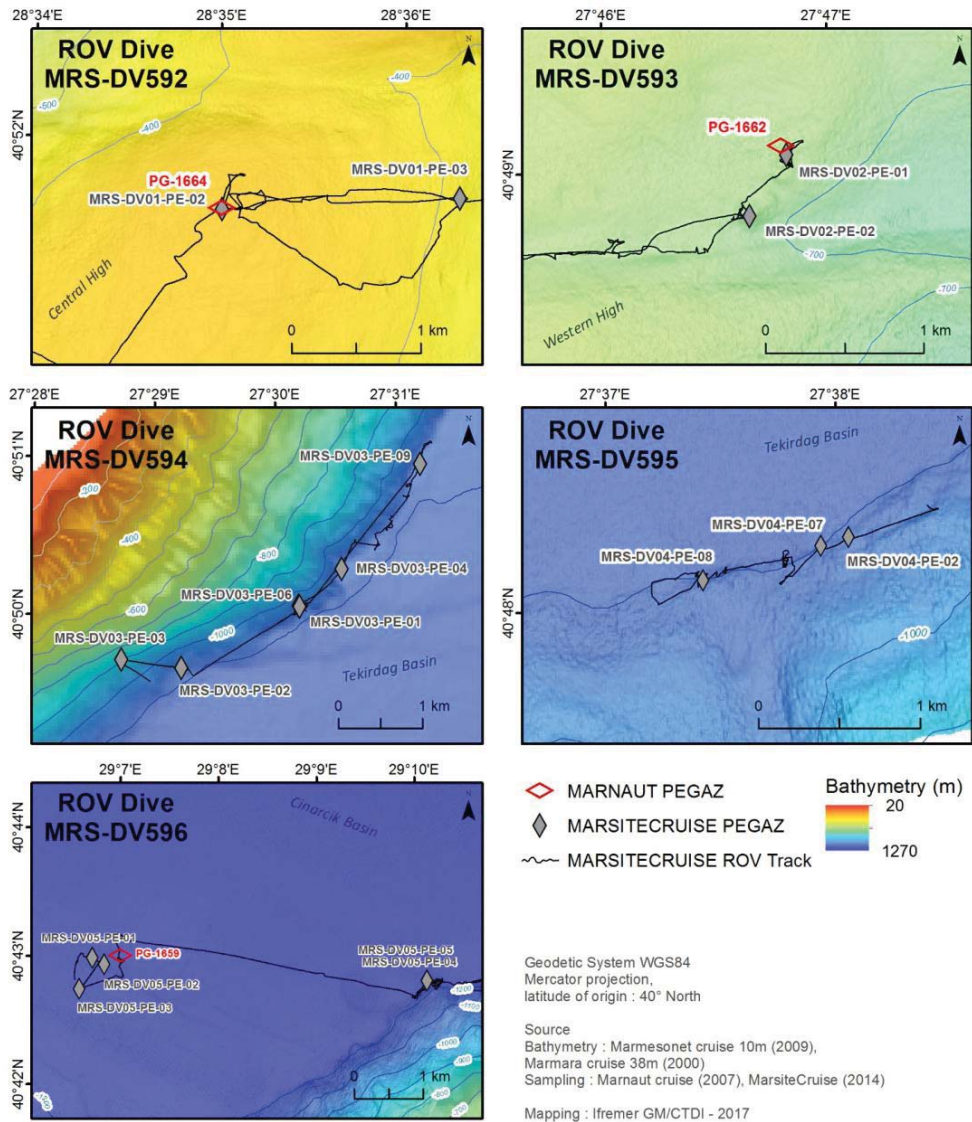 28°34'E
28°35'E
28°36'E
40°52'N
ROV Dive
MRS-DV592
N
-500
-400
-400
PG-1664
MRS-DV01-PE-02
MRS-DV01-PE-03
Central High
0
1 km
27°46'E
27°47'E
40°49'N
ROV Dive
MRS-DV593
N
PG-1662
MRS-DV02-PE-01
MRS-DV02-PE-02
-700
-700
Western High
0
1 km
27°28'E
27°29'E
27°30'E
27°31'E
40°51'N
40°50'N
ROV Dive
MRS-DV594
N
-200
-400
-600
-800
-1000
MRS-DV03-PE-09
MRS-DV03-PE-04
MRS-DV03-PE-06
MRS-DV03-PE-01
MRS-DV03-PE-03
MRS-DV03-PE-02
Tekirdag Basin
0
1 km
27°37'E
27°38'E
40°48'N
ROV Dive
MRS-DV595
N
Tekirdag Basin
MRS-DV04-PE-07
MRS-DV04-PE-08
MRS-DV04-PE-02
-1000
0
1 km
29°7'E
29°8'E
29°9'E
29°10'E
40°44'N
40°43'N
40°42'N
ROV Dive
MRS-DV596
N
Cinarcik Basin
MRS-DV05-PE-01
PG-1659
MRS-DV05-PE-02
MRS-DV05-PE-03
MRS-DV05-PE-05
MRS-DV05-PE-04
-1200
-1100
-1000
-900
-800
-700
-1200
0
1 km
MARNAUT PEGAZ
MARSITECRUISE PEGAZ
MARSITECRUISE ROV Track
Bathymetry (m)
20
1270
Geodetic System WGS84
Mercator projection,
latitude of origin : 40° North
Source
Bathymetry : Marmesonet cruise 10m (2009),
Marmara cruise 38m (2000)
Sampling : Marnaut cruise (2007), MarsiteCruise (2014)
Mapping : Ifremer GM/CTDI - 2017